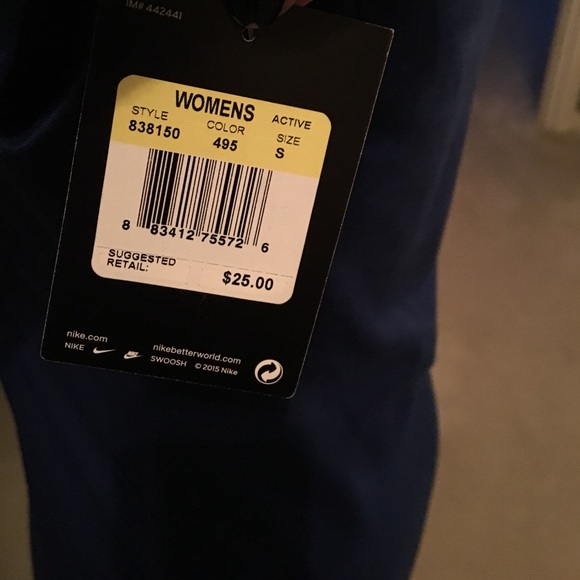 IM# 442441
WOMENS
STYLE COLOR ACTIVE
838150 495 SIZE
S
8 83412 75572 6
SUGGESTED
RETAIL: $25.00
nike.com nikebetterworld.com
NIKE SWOOSH © 2015 Nike